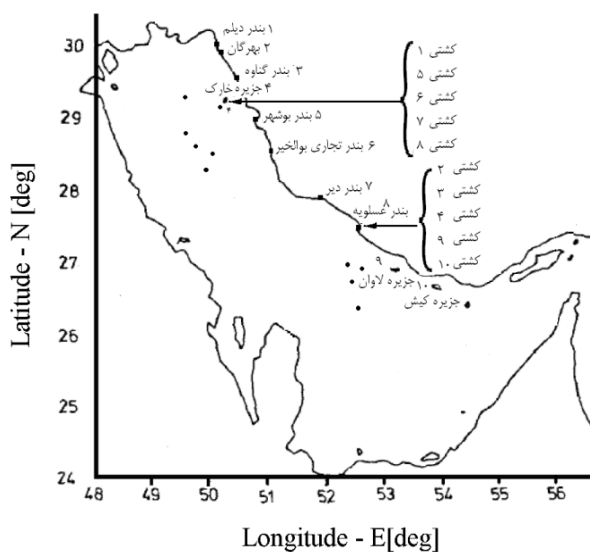 ۱ بندر دیلم
۲ بهرگان
۳ بندر گناوه
۴ جزیره خارک
۵ بندر بوشهر
۶ بندر تجاری بوالخیر
۷ بندر دیر
۸ بندر عسلویه
۹ جزیره لاوان
۱۰ جزیره کیش
کشتی ۱
کشتی ۵
کشتی ۶
کشتی ۷
کشتی ۸
کشتی ۲
کشتی ۳
کشتی ۴
کشتی ۹
کشتی ۱۰
30
29
28
27
26
25
24
48 49 50 51 52 53 54 55 56
Latitude - N [deg]
Longitude - E[deg]